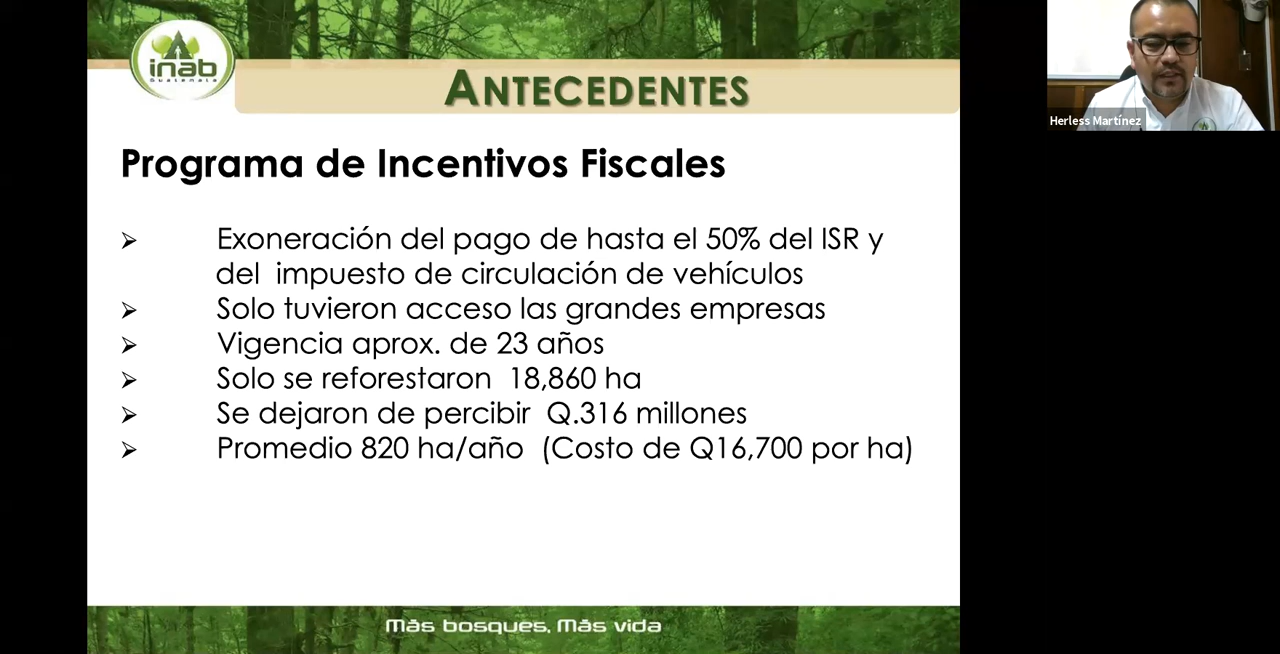 inab
Guatemala
ANTECEDENTES
Herless Martínez
Programa de Incentivos Fiscales
➢ Exoneración del pago de hasta el 50% del ISR y
del impuesto de circulación de vehículos
➢ Solo tuvieron acceso las grandes empresas
➢ Vigencia aprox. de 23 años
➢ Solo se reforestaron 18,860 ha
➢ Se dejaron de percibir Q.316 millones
➢ Promedio 820 ha/año (Costo de Q16,700 por ha)
Más bosques, Más vida